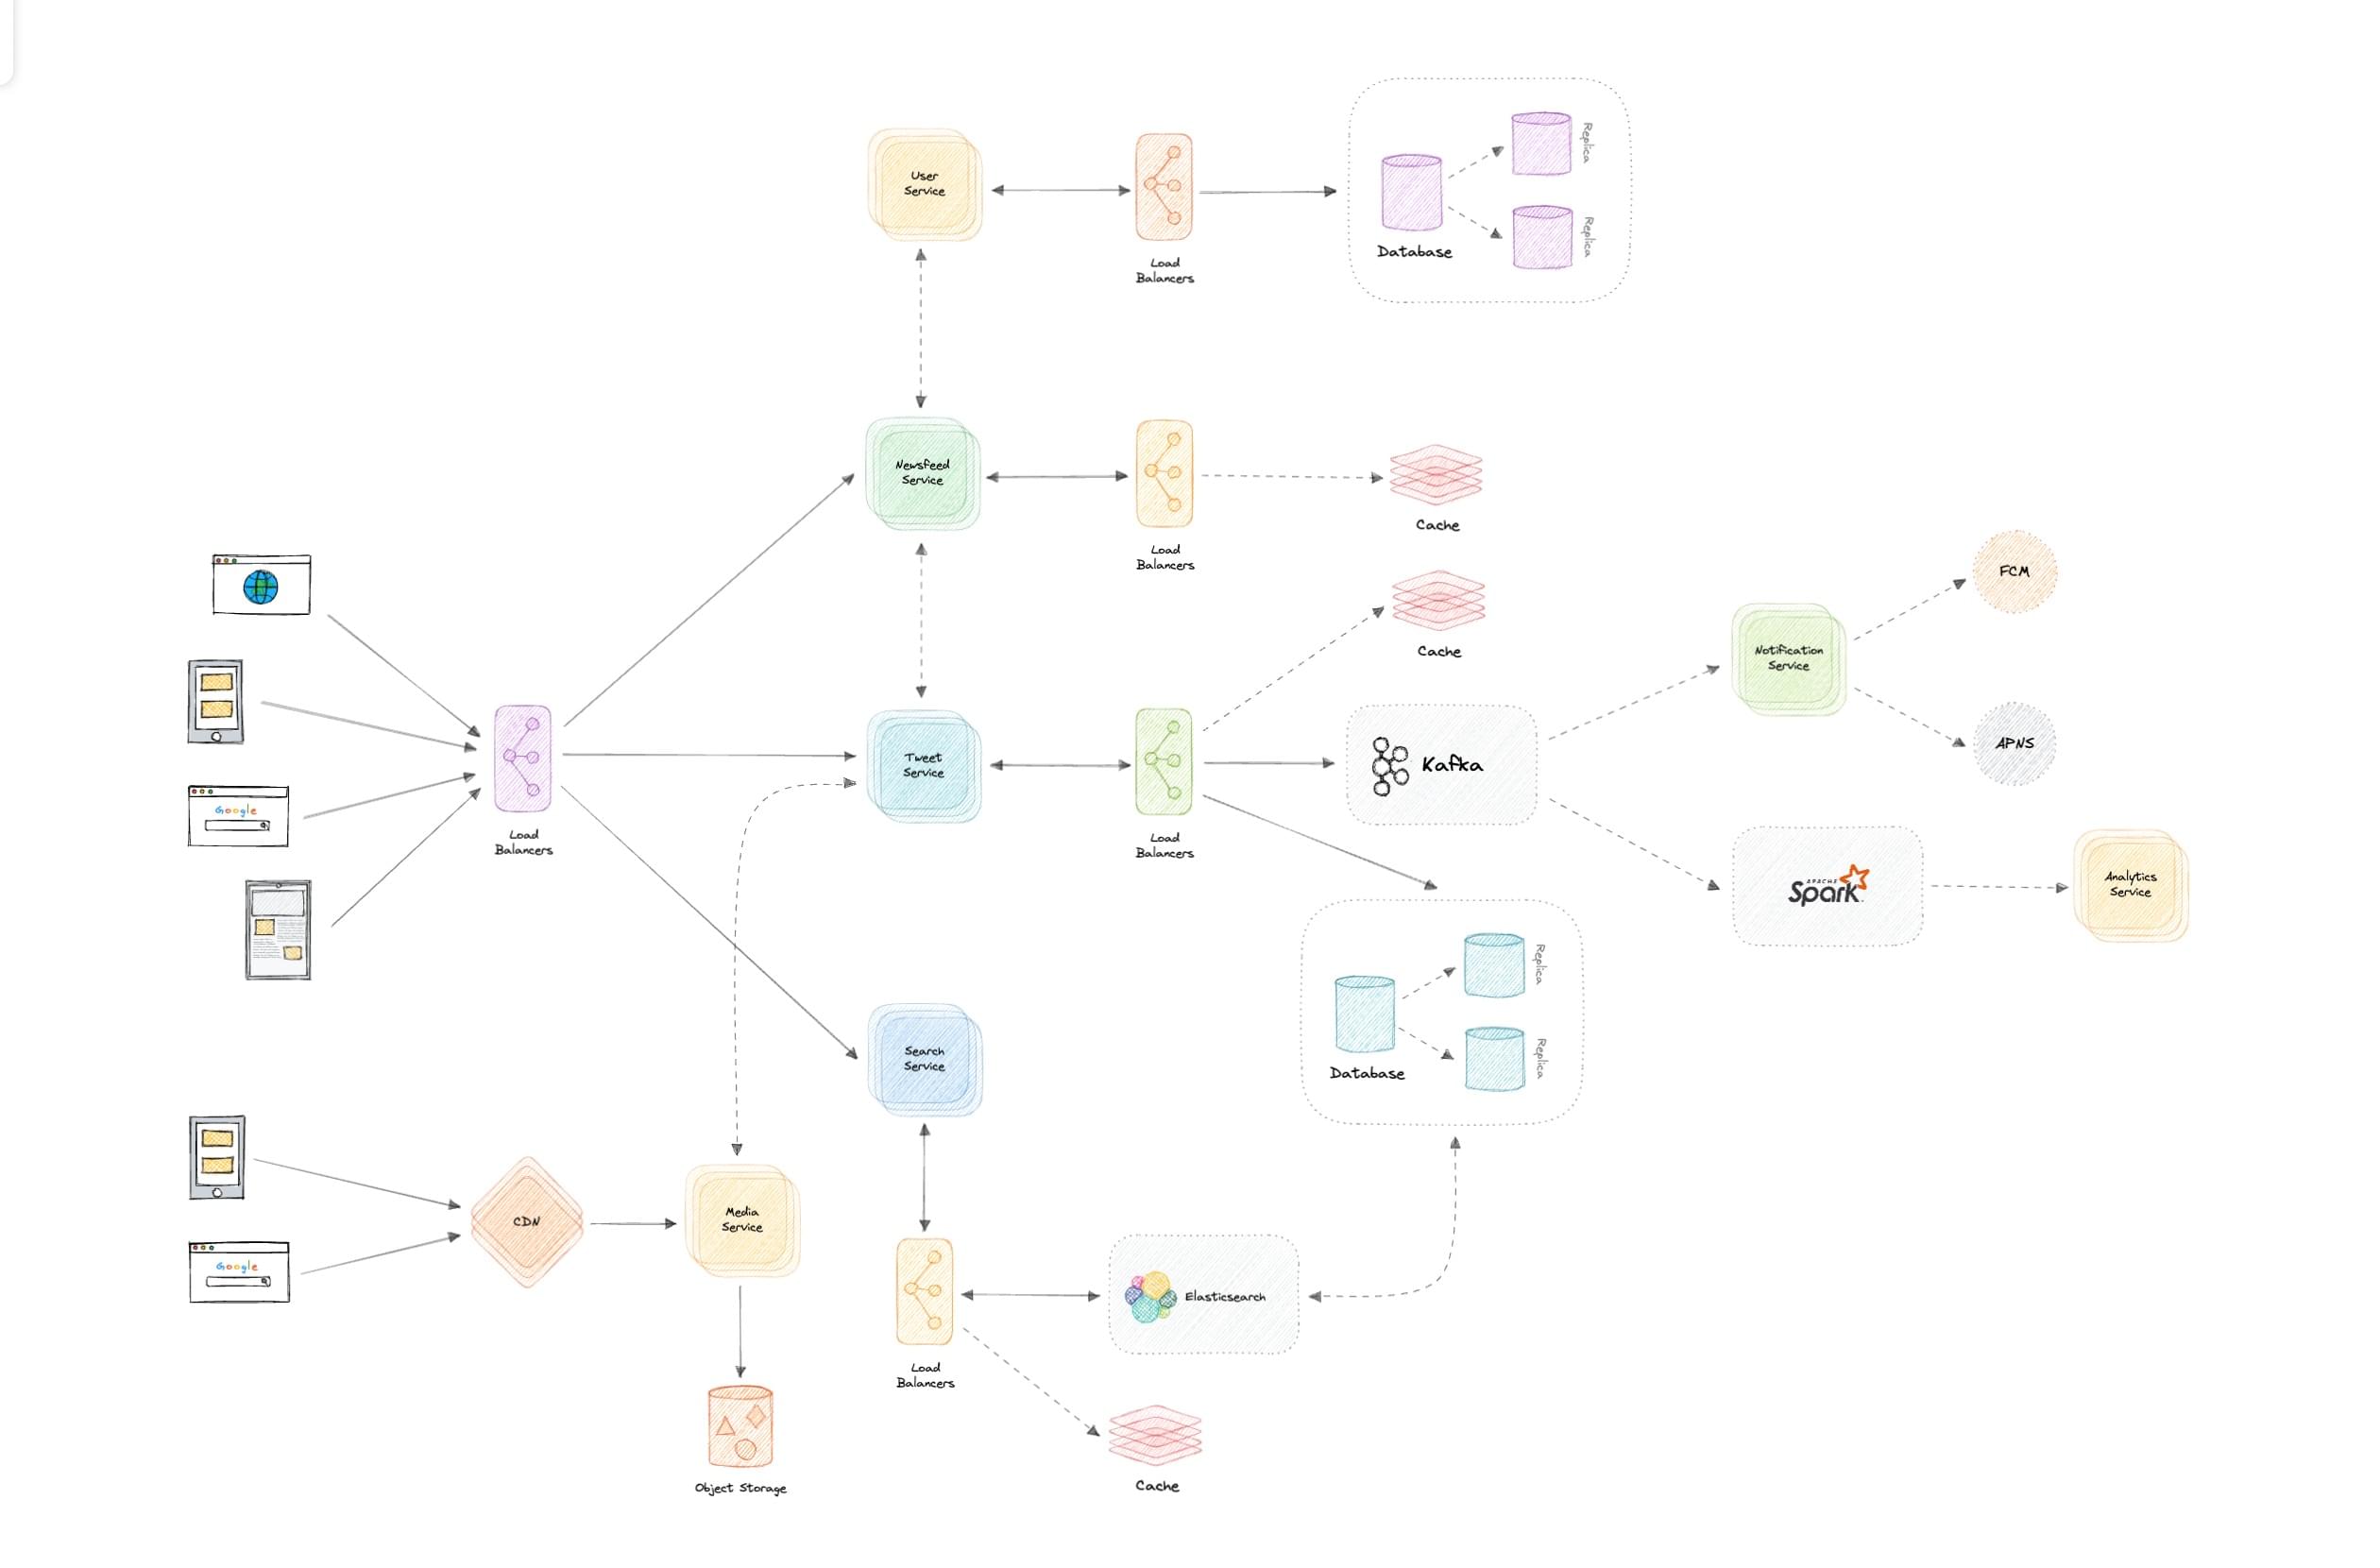 User
Service
Load
Balancers
Database
Replica
Replica
Newsfeed
Service
Load
Balancers
Cache
Cache
FCM
Notification
Service
APNS
Google
Load
Balancers
Tweet
Service
Load
Balancers
Kafka
APACHE
Spark
Analytics
Service
Database
Replica
Replica
Search
Service
CDN
Media
Service
Google
Load
Balancers
Elasticsearch
Object Storage
Cache